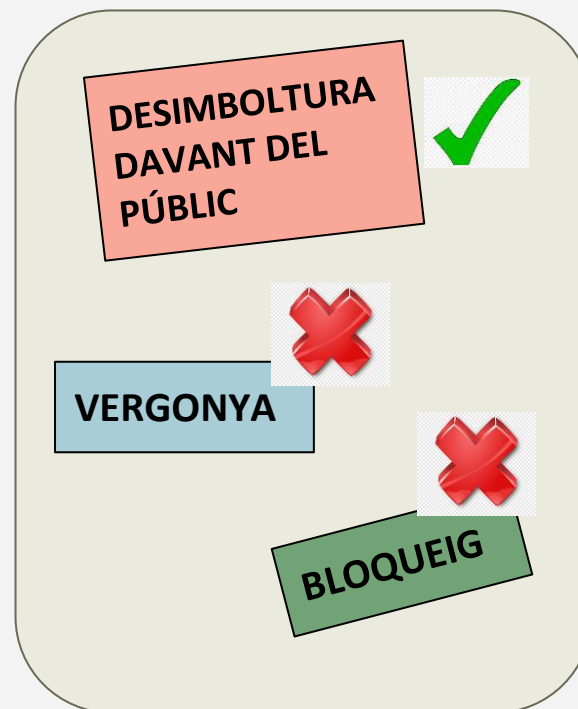 DESIMBOLTURA
DAVANT DEL
PÚBLIC
VERGONYA
BLOQUEIG